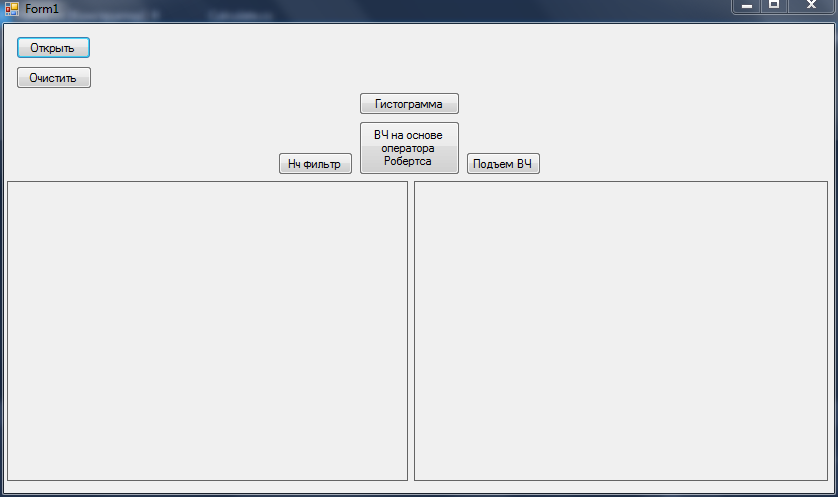 Form1
Открыть
Очистить
Гистограмма
ВЧ на основе
оператора
Робертса
Нч фильтр
Подъем ВЧ